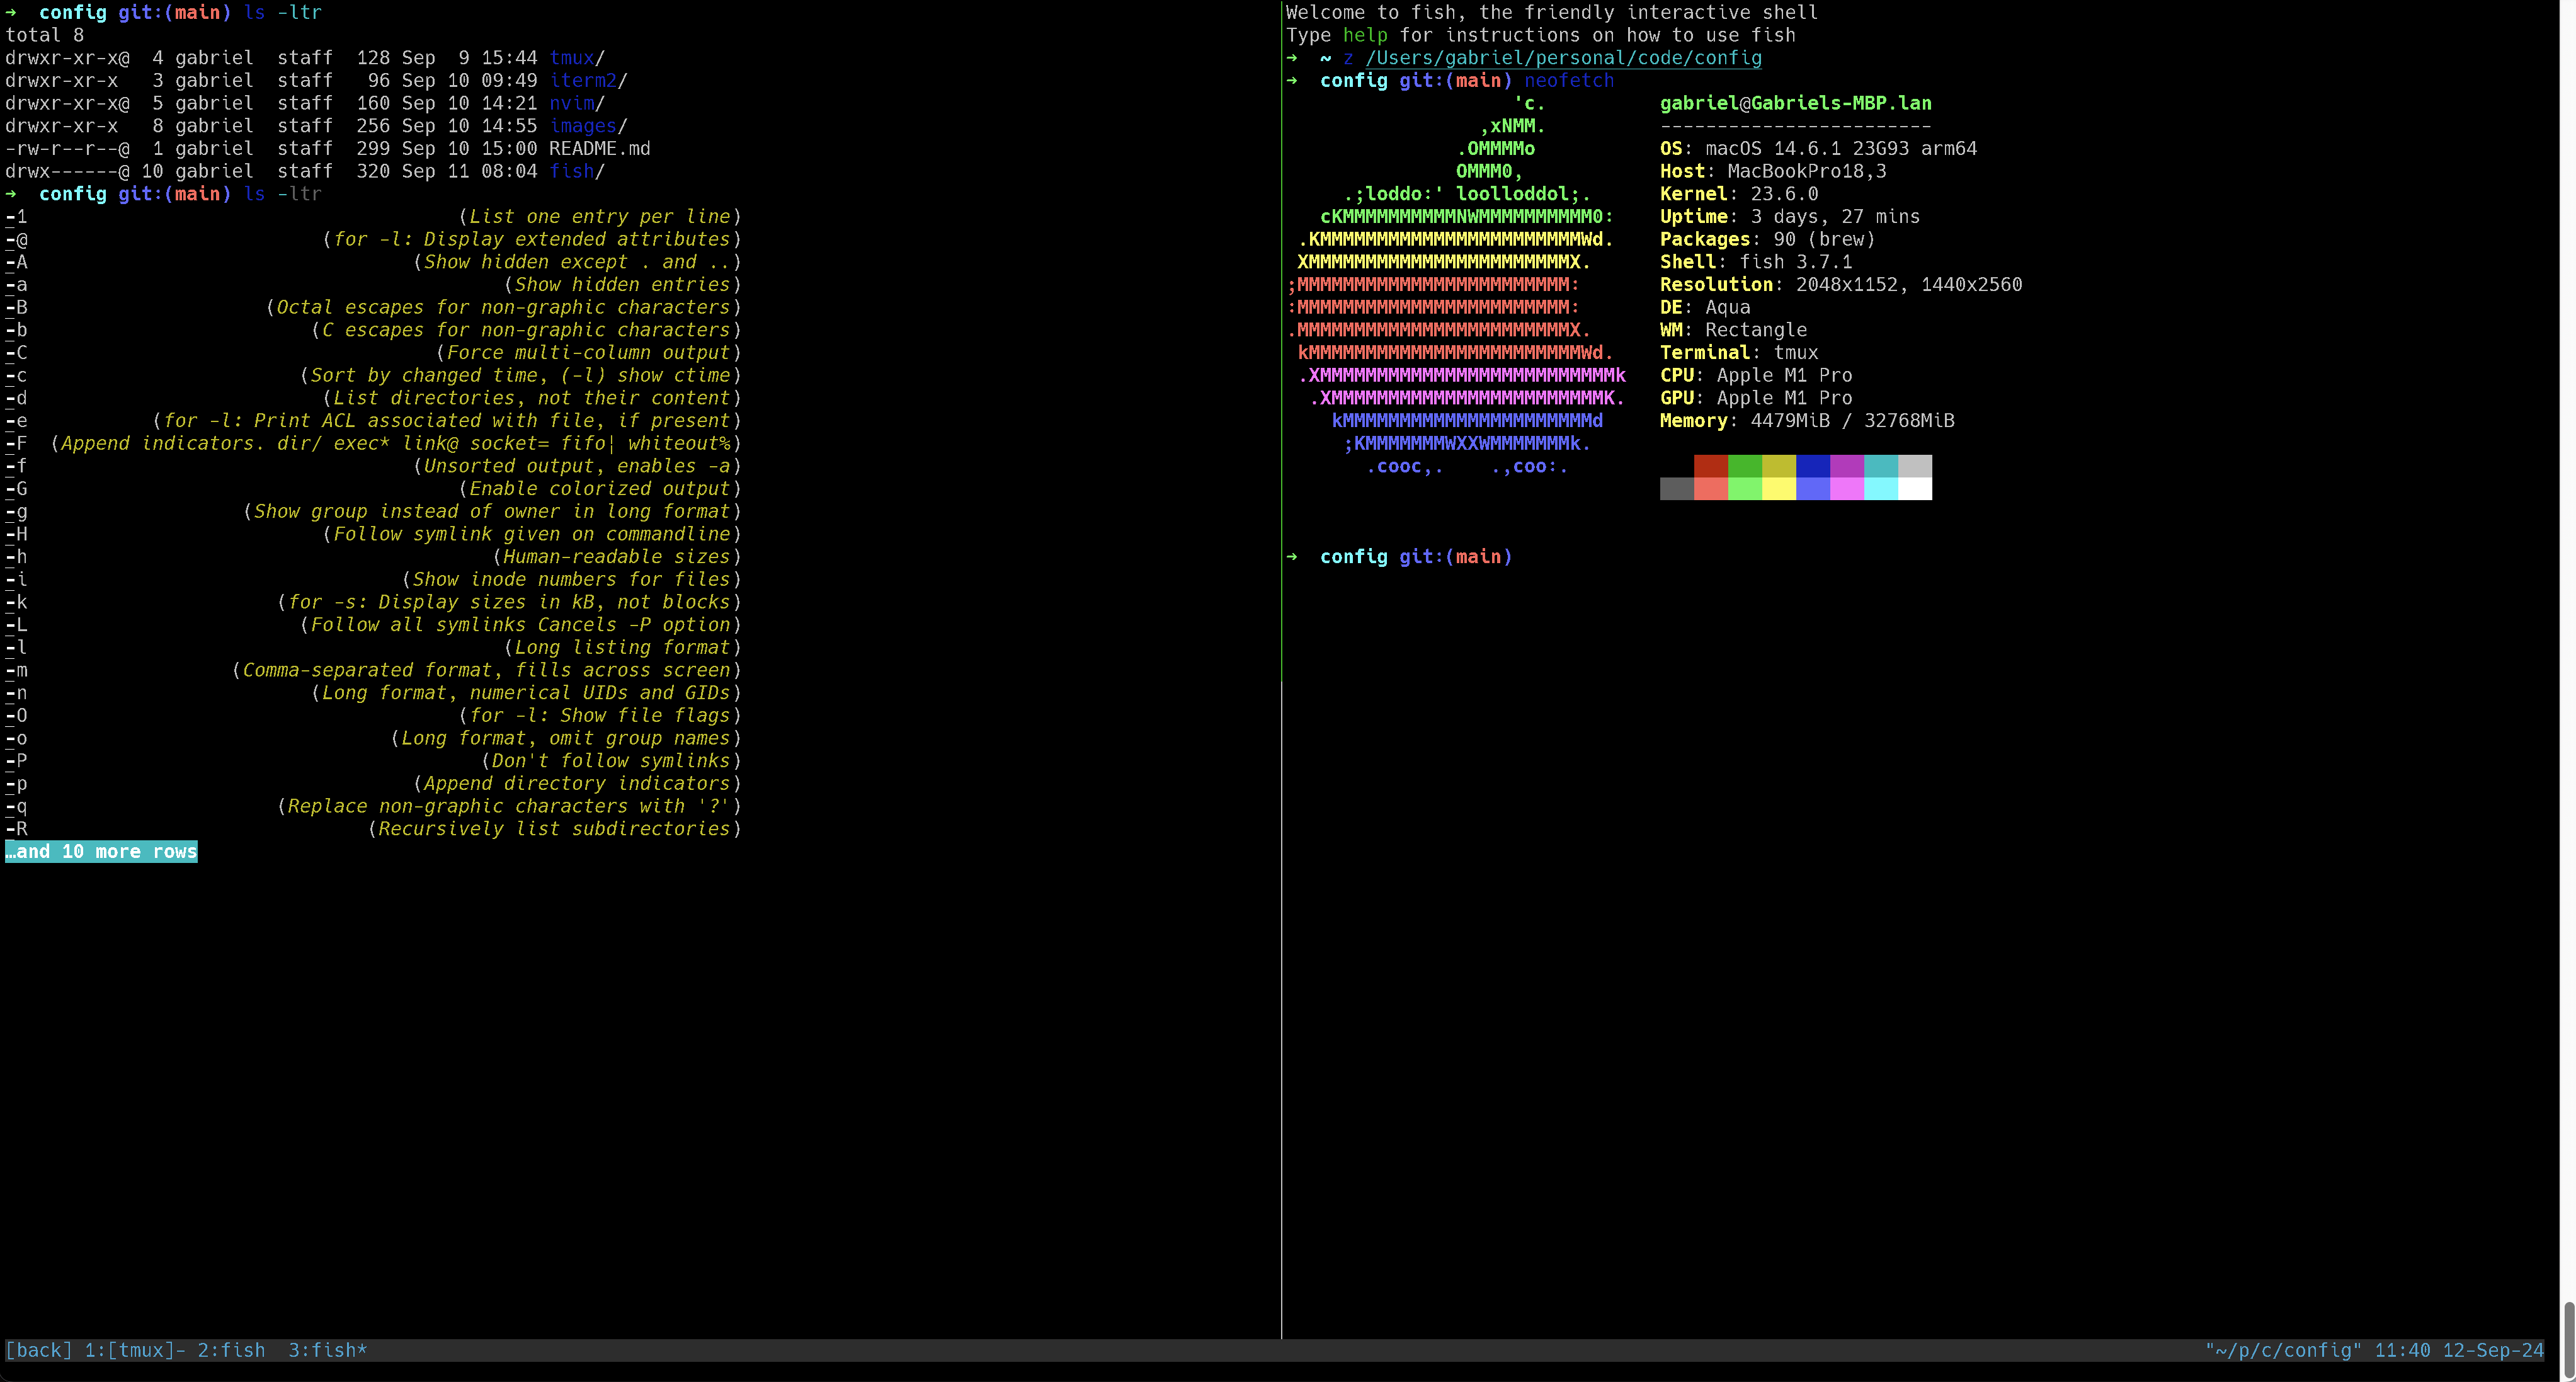 ➜  config git:(main) ls -ltr
total 8
drwxr-xr-x@  4 gabriel  staff  128 Sep  9 15:44 tmux/
drwxr-xr-x   3 gabriel  staff   96 Sep 10 09:49 iterm2/
drwxr-xr-x@  5 gabriel  staff  160 Sep 10 14:21 nvim/
drwxr-xr-x   8 gabriel  staff  256 Sep 10 14:55 images/
-rw-r--r--@  1 gabriel  staff  299 Sep 10 15:00 README.md
drwx------@ 10 gabriel  staff  320 Sep 11 08:04 fish/
➜  config git:(main) ls -ltr
-1 (List one entry per line)
-@ (for -l: Display extended attributes)
-A (Show hidden except . and ..)
-a (Show hidden entries)
-B (Octal escapes for non-graphic characters)
-b (C escapes for non-graphic characters)
-C (Force multi-column output)
-c (Sort by changed time, (-l) show ctime)
-d (List directories, not their content)
-e (for -l: Print ACL associated with file, if present)
-F (Append indicators. dir/ exec* link@ socket= fifo¦ whiteout%)
-f (Unsorted output, enables -a)
-G (Enable colorized output)
-g (Show group instead of owner in long format)
-H (Follow symlink given on commandline)
-h (Human-readable sizes)
-i (Show inode numbers for files)
-k (for -s: Display sizes in kB, not blocks)
-L (Follow all symlinks Cancels -P option)
-l (Long listing format)
-m (Comma-separated format, fills across screen)
-n (Long format, numerical UIDs and GIDs)
-O (for -l: Show file flags)
-o (Long format, omit group names)
-P (Don't follow symlinks)
-p (Append directory indicators)
-q (Replace non-graphic characters with '?')
-R (Recursively list subdirectories)
…and 10 more rows
Welcome to fish, the friendly interactive shell
Type help for instructions on how to use fish
➜  ~ z /Users/gabriel/personal/code/config
➜  config git:(main) neofetch
                    'c.          gabriel@Gabriels-MBP.lan
                 ,xNMM.          ------------------------
               .OMMMMo           OS: macOS 14.6.1 23G93 arm64
               OMMM0,            Host: MacBookPro18,3
     .;loddo:' loolloddol;.      Kernel: 23.6.0
   cKMMMMMMMMMMNWMMMMMMMMMM0:    Uptime: 3 days, 27 mins
 .KMMMMMMMMMMMMMMMMMMMMMMMWd.    Packages: 90 (brew)
 XMMMMMMMMMMMMMMMMMMMMMMMX.      Shell: fish 3.7.1
;MMMMMMMMMMMMMMMMMMMMMMMM:       Resolution: 2048x1152, 1440x2560
:MMMMMMMMMMMMMMMMMMMMMMMM:       DE: Aqua
.MMMMMMMMMMMMMMMMMMMMMMMMX.      WM: Rectangle
 kMMMMMMMMMMMMMMMMMMMMMMMMWd.    Terminal: tmux
 .XMMMMMMMMMMMMMMMMMMMMMMMMMMk   CPU: Apple M1 Pro
  .XMMMMMMMMMMMMMMMMMMMMMMMMK.   GPU: Apple M1 Pro
    kMMMMMMMMMMMMMMMMMMMMMMd     Memory: 4479MiB / 32768MiB
     ;KMMMMMMMWXXWMMMMMMMk.
       .cooc,.    .,coo:.
➜  config git:(main)
[back] 1:[tmux]- 2:fish  3:fish* "~/p/c/config" 11:40 12-Sep-24